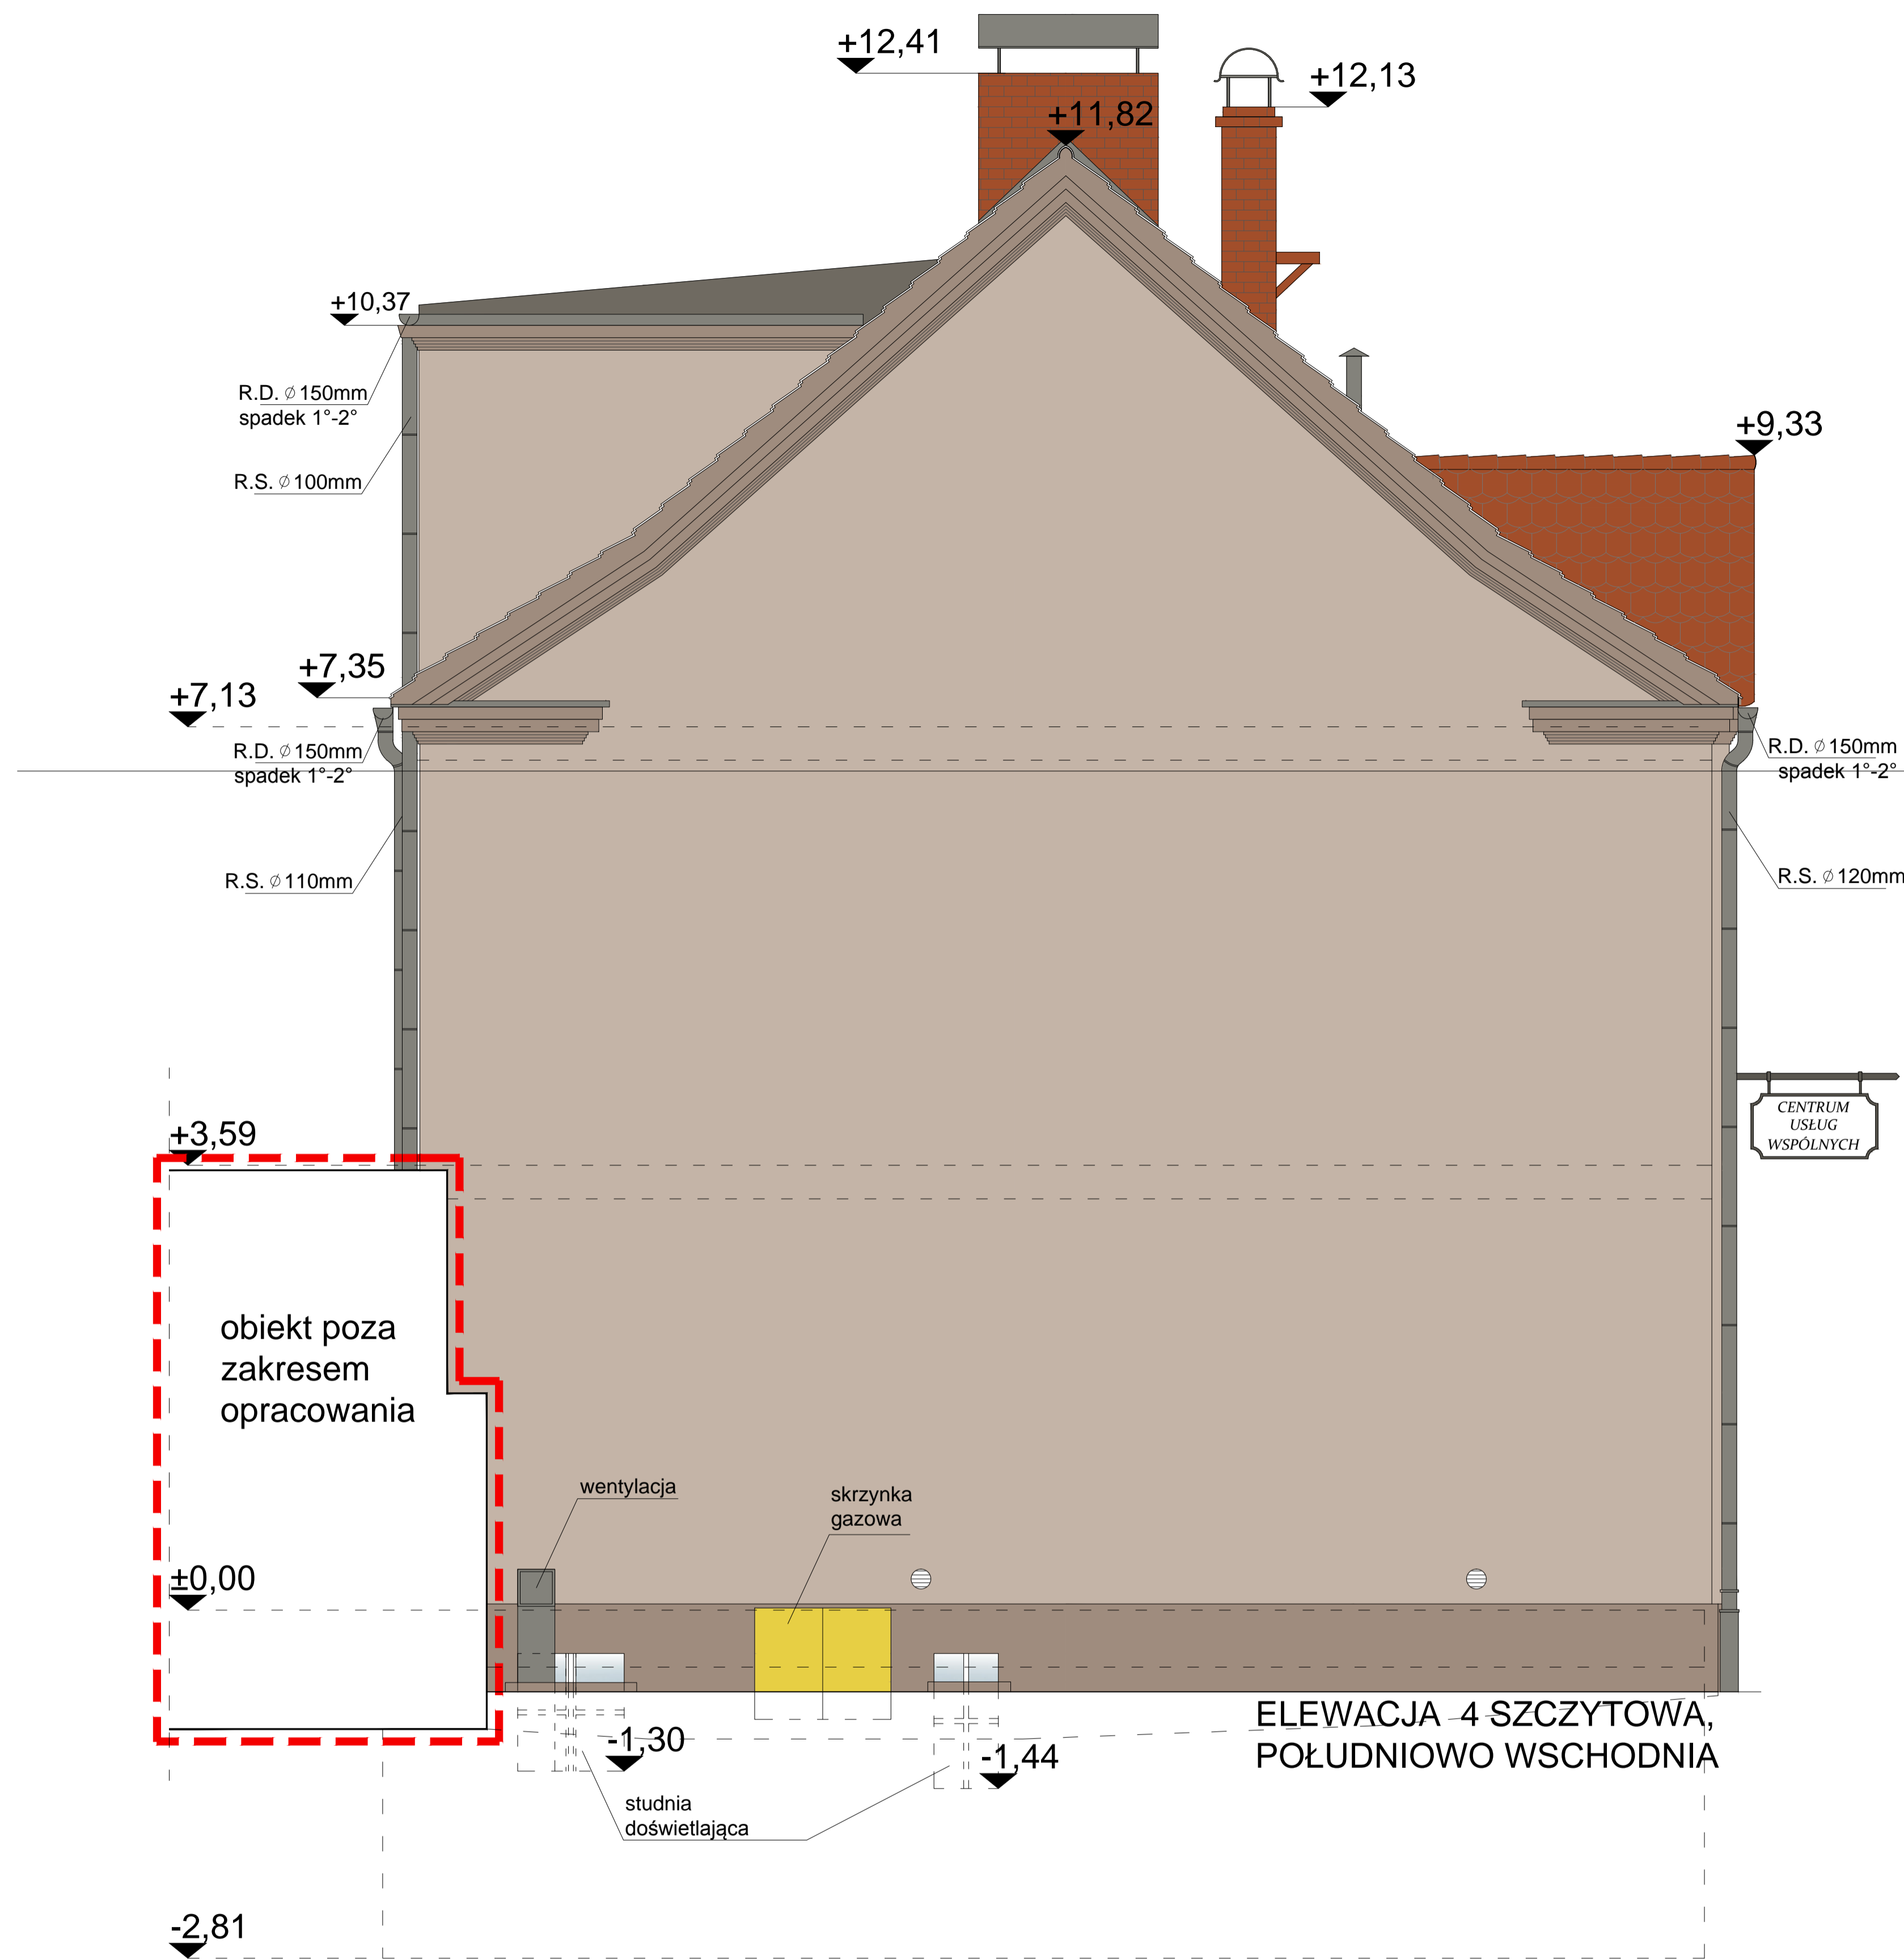 +12,41
+12,13
+11,82
+10,37
R.D. ⌀150mm
spadek 1°-2°
R.S. ⌀100mm
+9,33
+7,35
+7,13
R.D. ⌀150mm
spadek 1°-2°
R.D. ⌀150mm
spadek 1°-2°
R.S. ⌀110mm
R.S. ⌀120mm
CENTRUM
USŁUG
WSPÓLNYCH
+3,59
obiekt poza
zakresem
opracowania
wentylacja
skrzynka
gazowa
±0,00
-1,30
-1,44
ELEWACJA 4 SZCZYTOWA,
POŁUDNIOWO WSCHODNIA
studnia
doświetlająca
-2,81